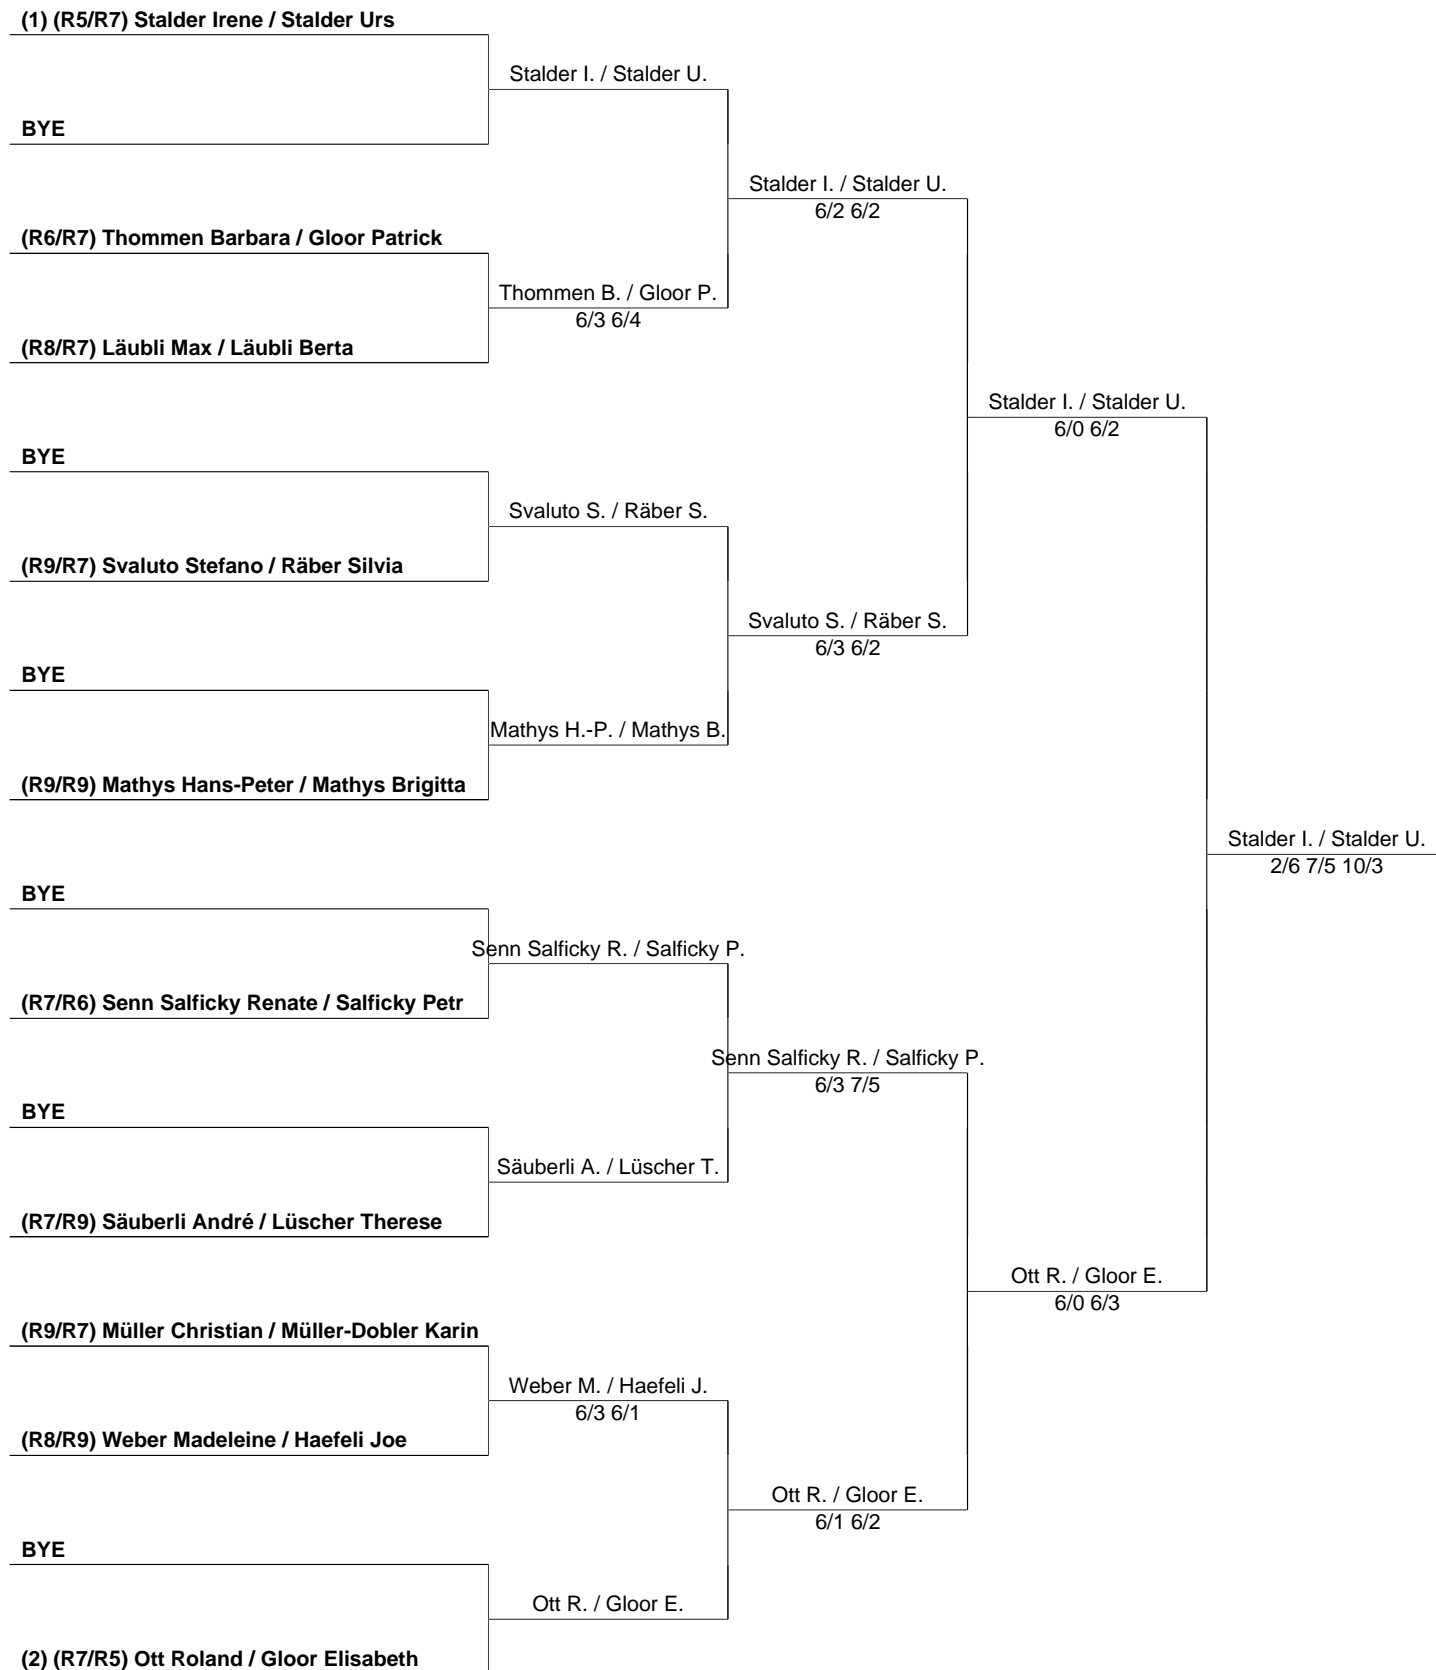 (1) (R5/R7) Stalder Irene / Stalder Urs
Stalder I. / Stalder U.
BYE
Stalder I. / Stalder U.
6/2 6/2
(R6/R7) Thommen Barbara / Gloor Patrick
Thommen B. / Gloor P.
6/3 6/4
(R8/R7) Läubli Max / Läubli Berta
Stalder I. / Stalder U.
6/0 6/2
BYE
Svaluto S. / Räber S.
(R9/R7) Svaluto Stefano / Räber Silvia
Svaluto S. / Räber S.
6/3 6/2
BYE
Mathys H.-P. / Mathys B.
(R9/R9) Mathys Hans-Peter / Mathys Brigitta
Stalder I. / Stalder U.
2/6 7/5 10/3
BYE
Senn Salficky R. / Salficky P.
(R7/R6) Senn Salficky Renate / Salficky Petr
Senn Salficky R. / Salficky P.
6/3 7/5
BYE
Säuberli A. / Lüscher T.
(R7/R9) Säuberli André / Lüscher Therese
Ott R. / Gloor E.
6/0 6/3
(R9/R7) Müller Christian / Müller-Dobler Karin
Weber M. / Haefeli J.
6/3 6/1
(R8/R9) Weber Madeleine / Haefeli Joe
Ott R. / Gloor E.
6/1 6/2
BYE
Ott R. / Gloor E.
(2) (R7/R5) Ott Roland / Gloor Elisabeth